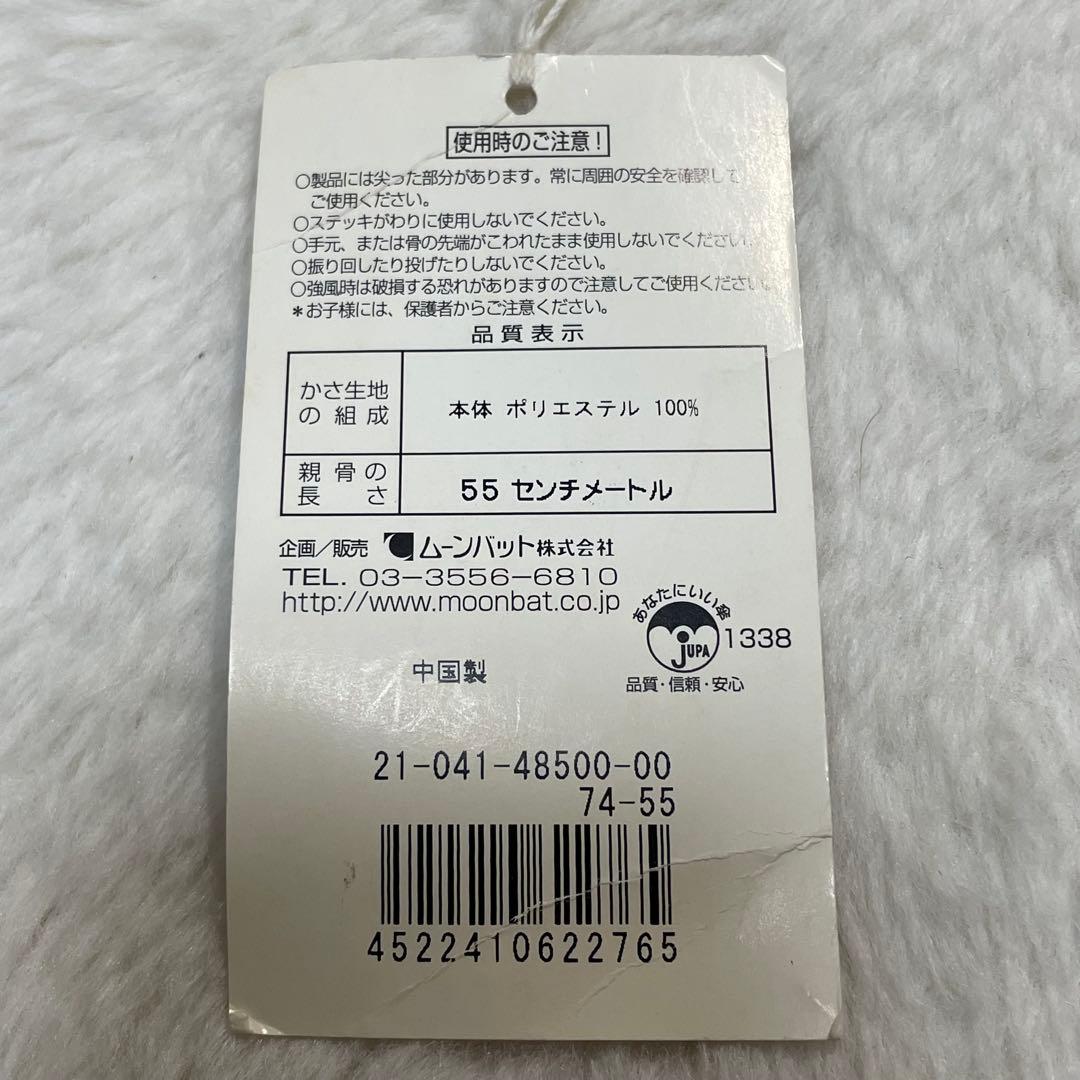 使用時のご注意!
○製品には尖った部分があります。常に周囲の安全を確認して
ご使用ください。
○ステッキがわりに使用しないでください。
○手元、または骨の先端がこわれたまま使用しないでください。
○振り回したり投げたりしないでください。
○強風時は破損する恐れがありますので注意してご使用ください。
*お子様には、保護者からご注意ください。
品質表示
かさ生地
の組成
本体 ポリエステル 100%
親骨の
長さ
55 センチメートル
企画/販売 ムーンバット株式会社
TEL. 03-3556-6810
http://www.moonbat.co.jp
あなたにいい傘
JUPA
1338
品質・信頼・安心
中国製
21-041-48500-00
74-55
4522410622765